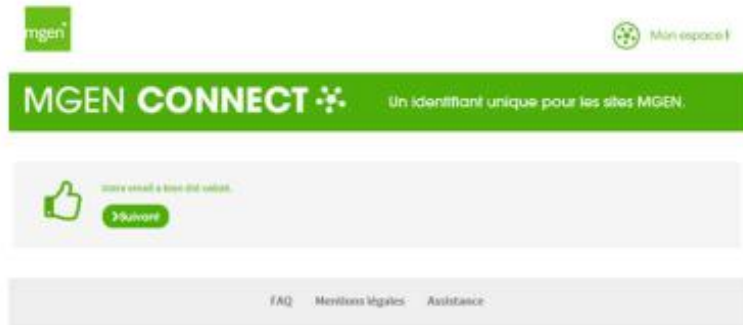 mgen
Mon espace
MGEN CONNECT
Un identifiant unique pour les sites MGEN.
Votre email a bien été validé.
Suivant
FAQ Mentions légales Assistance